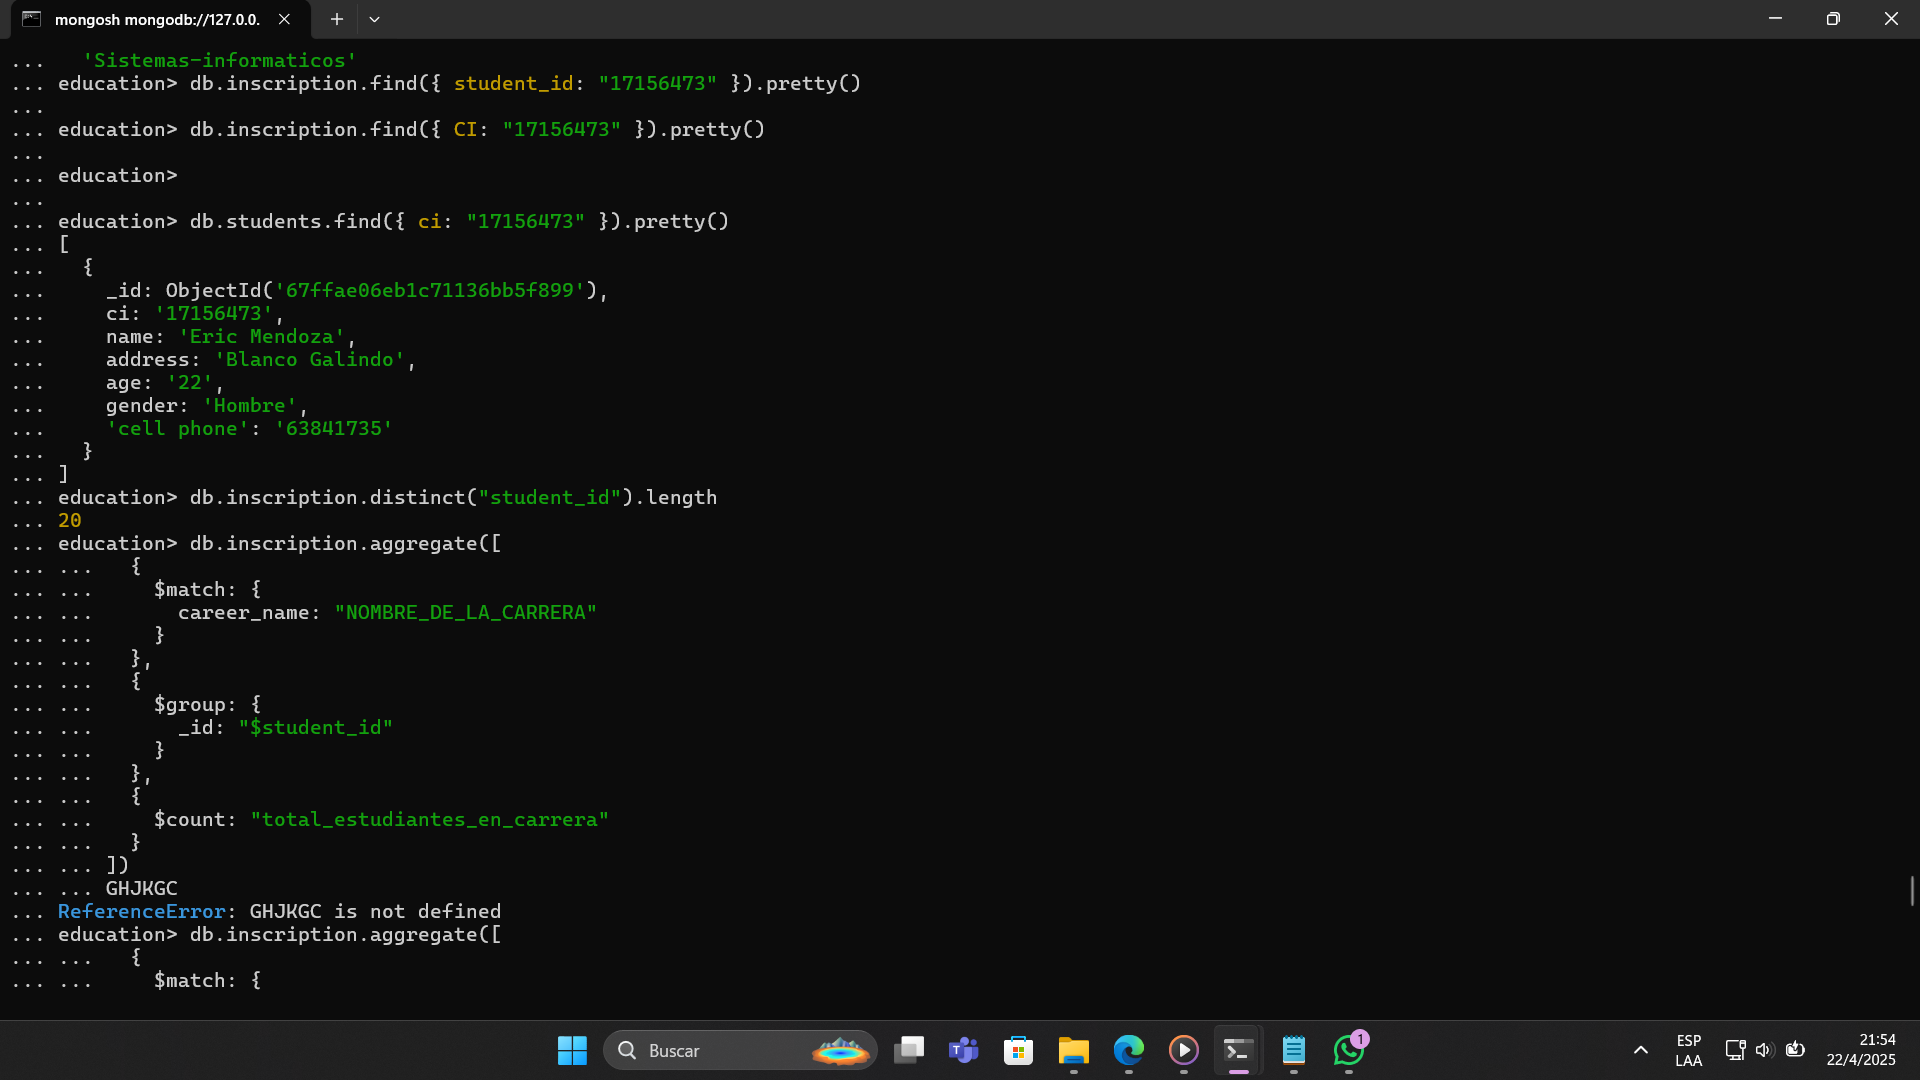 mongosh mongodb://127.0.0.
...   'Sistemas-informaticos'
... education> db.inscription.find({ student_id: "17156473" }).pretty()
...
... education> db.inscription.find({ CI: "17156473" }).pretty()
...
... education>
...
... education> db.students.find({ ci: "17156473" }).pretty()
... [
...   {
...     _id: ObjectId('67ffae06eb1c71136bb5f899'),
...     ci: '17156473',
...     name: 'Eric Mendoza',
...     address: 'Blanco Galindo',
...     age: '22',
...     gender: 'Hombre',
...     'cell phone': '63841735'
...   }
... ]
... education> db.inscription.distinct("student_id").length
... 20
... education> db.inscription.aggregate([
... ...   {
... ...     $match: {
... ...       career_name: "NOMBRE_DE_LA_CARRERA"
... ...     }
... ...   },
... ...   {
... ...     $group: {
... ...       _id: "$student_id"
... ...     }
... ...   },
... ...   {
... ...     $count: "total_estudiantes_en_carrera"
... ...   }
... ... ])
... ... GHJKGC
... ReferenceError: GHJKGC is not defined
... education> db.inscription.aggregate([
... ...   {
... ...     $match: {
Buscar
1
ESP
LAA
21:54
22/4/2025